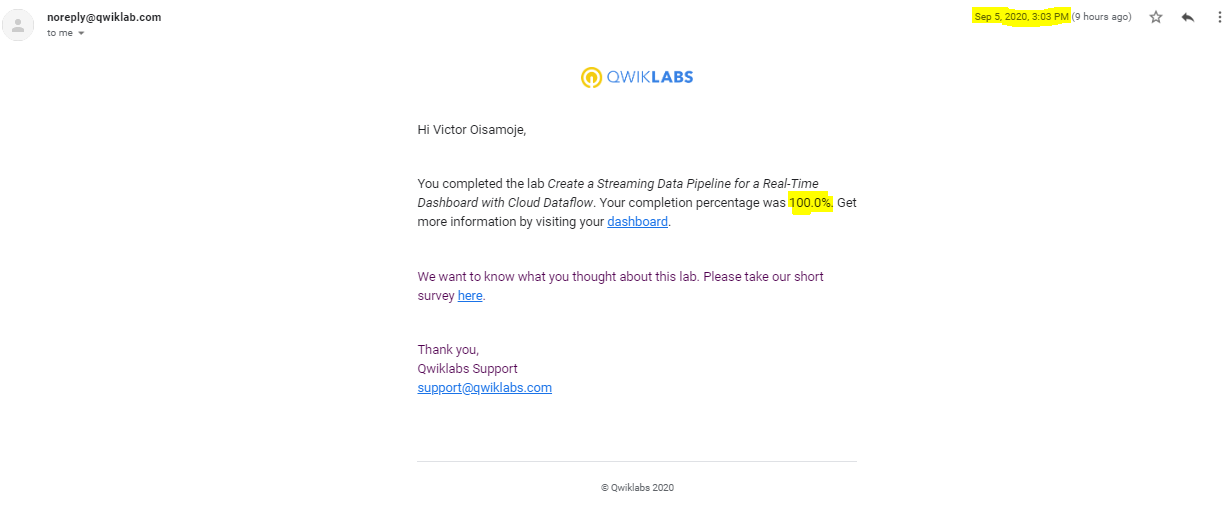 noreply@qwiklab.com
Sep 5, 2020, 3:03 PM (9 hours ago)
to me
QWIKLABS
Hi Victor Oisamoje,
You completed the lab Create a Streaming Data Pipeline for a Real-Time
Dashboard with Cloud Dataflow. Your completion percentage was 100.0%. Get
more information by visiting your dashboard.
We want to know what you thought about this lab. Please take our short
survey here.
Thank you,
Qwiklabs Support
support@qwiklabs.com
© Qwiklabs 2020